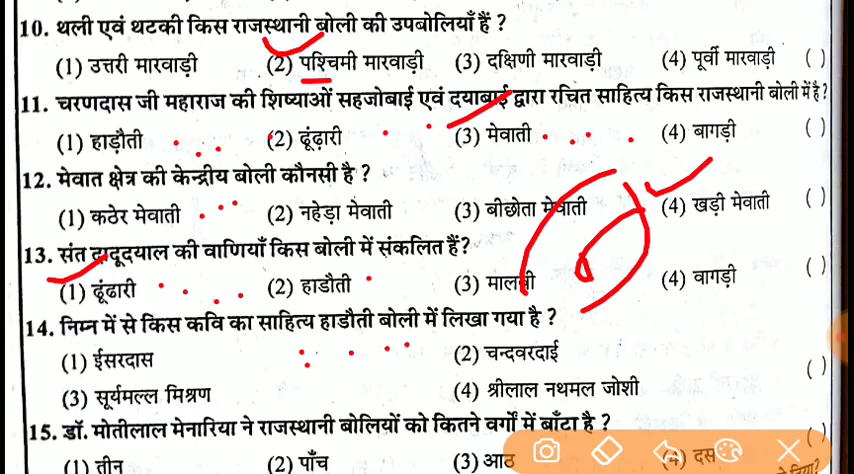 10. थली एवं थटकी किस राजस्थानी बोली की उपबोलियाँ हैं ?
(1) उत्तरी मारवाड़ी (2) पश्चिमी मारवाड़ी (3) दक्षिणी मारवाड़ी (4) पूर्वी मारवाड़ी ( )
11. चरणदास जी महाराज की शिष्याओं सहजोबाई एवं दयाबाई द्वारा रचित साहित्य किस राजस्थानी बोली में है?
(1) हाड़ौती (2) ढूंढ़ारी (3) मेवाती (4) बागड़ी ( )
12. मेवात क्षेत्र की केन्द्रीय बोली कौनसी है ?
(1) कठेर मेवाती (2) नहेड़ा मेवाती (3) बीछोता मेवाती (4) खड़ी मेवाती ( )
13. संत दादूदयाल की वाणियाँ किस बोली में संकलित हैं?
(1) ढूंढारी (2) हाडौती (3) मालवी (4) वागड़ी ( )
14. निम्न में से किस कवि का साहित्य हाडौती बोली में लिखा गया है ?
(1) ईसरदास (2) चन्दवरदाई
(3) सूर्यमल्ल मिश्रण (4) श्रीलाल नथमल जोशी ( )
15. डॉ. मोतीलाल मेनारिया ने राजस्थानी बोलियों को कितने वर्गों में बाँटा है ?
(1) तीन (2) पाँच (3) आठ (4) दस ( )